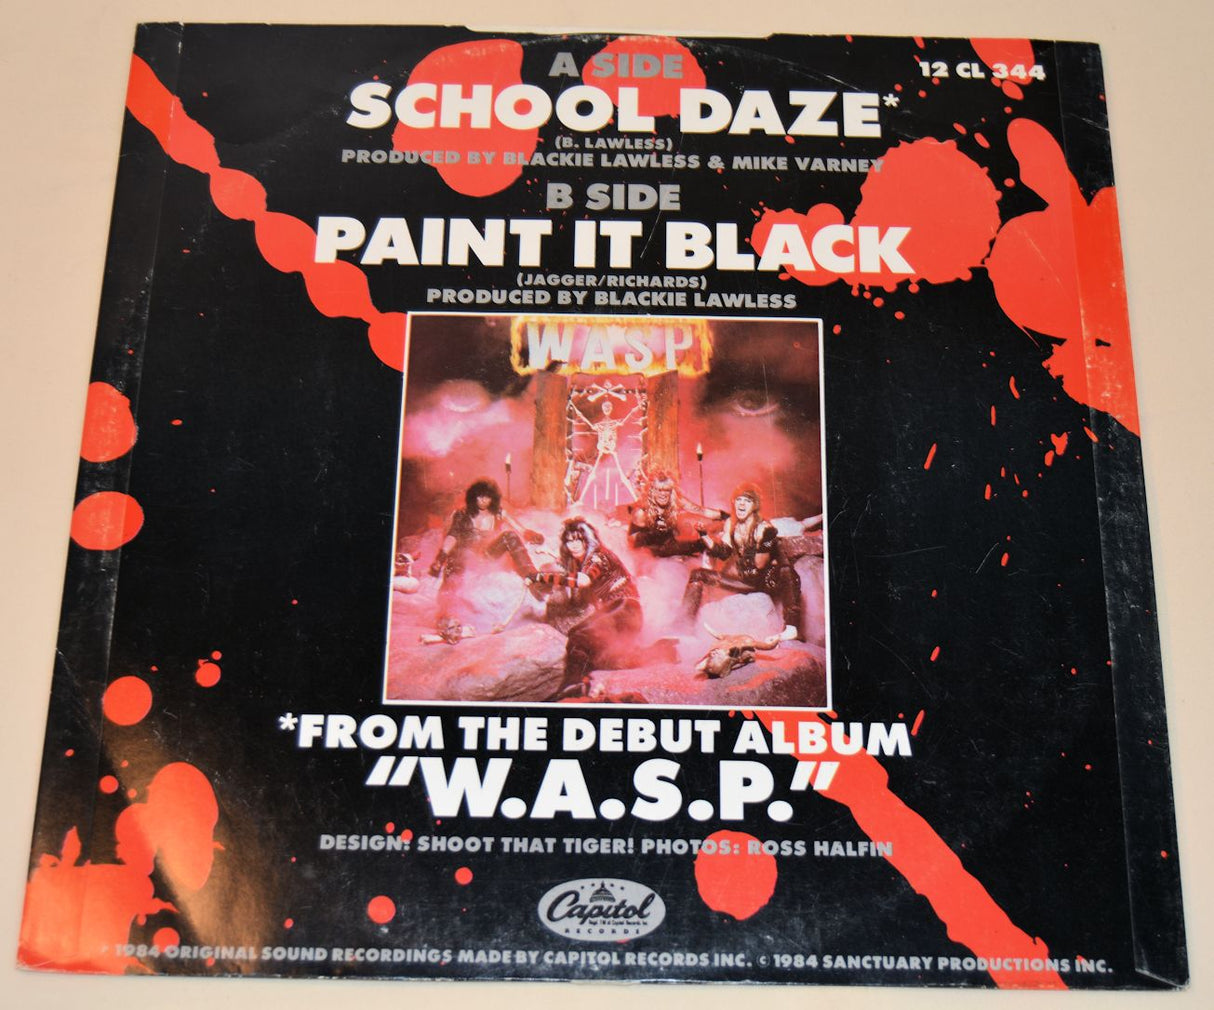 12 CL 344
A SIDE
SCHOOL DAZE*
(B. LAWLESS)
PRODUCED BY BLACKIE LAWLESS & MIKE VARNEY
B SIDE
PAINT IT BLACK
(JAGGER/RICHARDS)
PRODUCED BY BLACKIE LAWLESS
WASP
*FROM THE DEBUT ALBUM
"W.A.S.P."
DESIGN: SHOOT THAT TIGER! PHOTOS: ROSS HALFIN
Capitol
RECORDS
1984 ORIGINAL SOUND RECORDINGS MADE BY CAPITOL RECORDS INC. © 1984 SANCTUARY PRODUCTIONS INC.